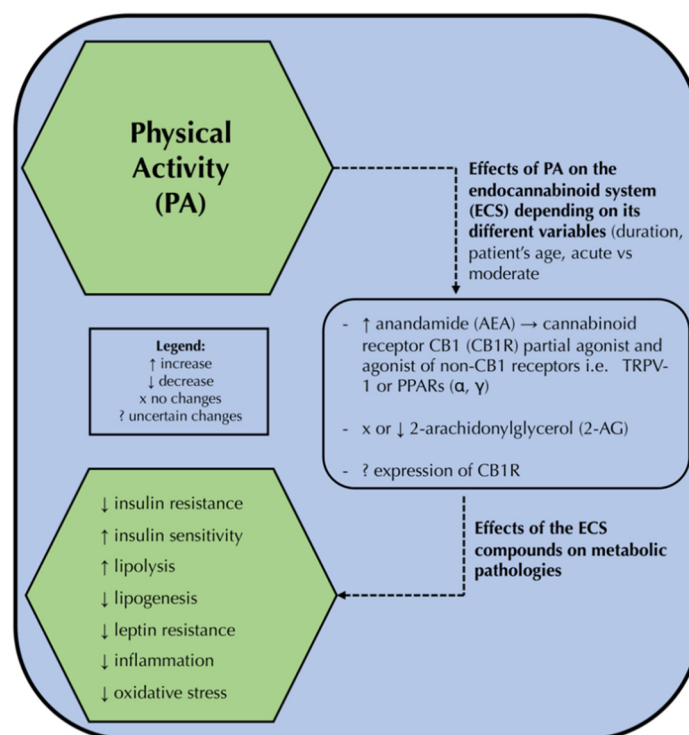 Physical
Activity
(PA)
Effects of PA on the
endocannabinoid system
(ECS) depending on its
different variables (duration,
patient's age, acute vs
moderate
Legend:
↑ increase
↓ decrease
x no changes
? uncertain changes
- ↑ anandamide (AEA) → cannabinoid
receptor CB1 (CB1R) partial agonist and
agonist of non-CB1 receptors i.e. TRPV-
1 or PPARs (α, γ)
- x or ↓ 2-arachidonylglycerol (2-AG)
- ? expression of CB1R
Effects of the ECS
compounds on metabolic
pathologies
↓ insulin resistance
↑ insulin sensitivity
↑ lipolysis
↓ lipogenesis
↓ leptin resistance
↓ inflammation
↓ oxidative stress